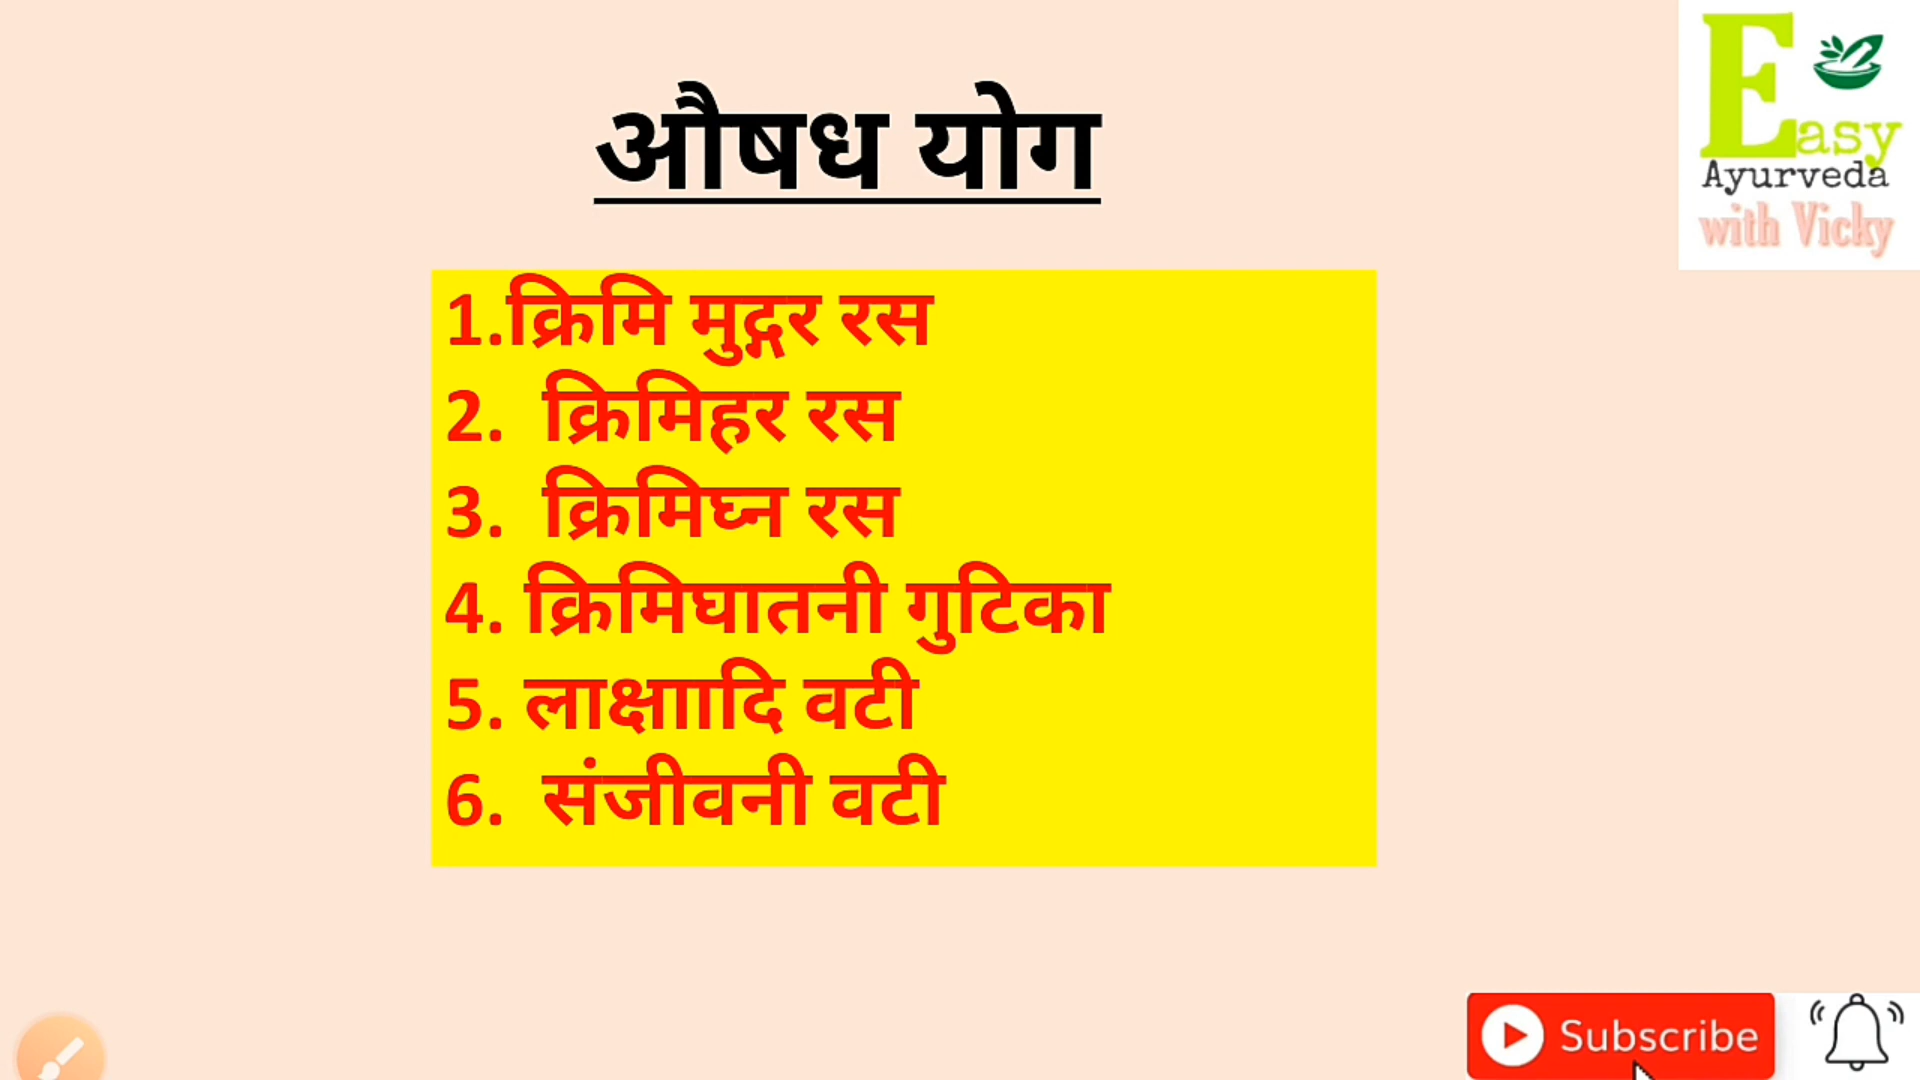 औषध योग
1.क्रिमि मुद्गर रस
2. क्रिमिहर रस
3. क्रिमिघ्न रस
4. क्रिमिघातनी गुटिका
5. लाक्षाादि वटी
6. संजीवनी वटी
Easy
Ayurveda
with Vicky
Subscribe